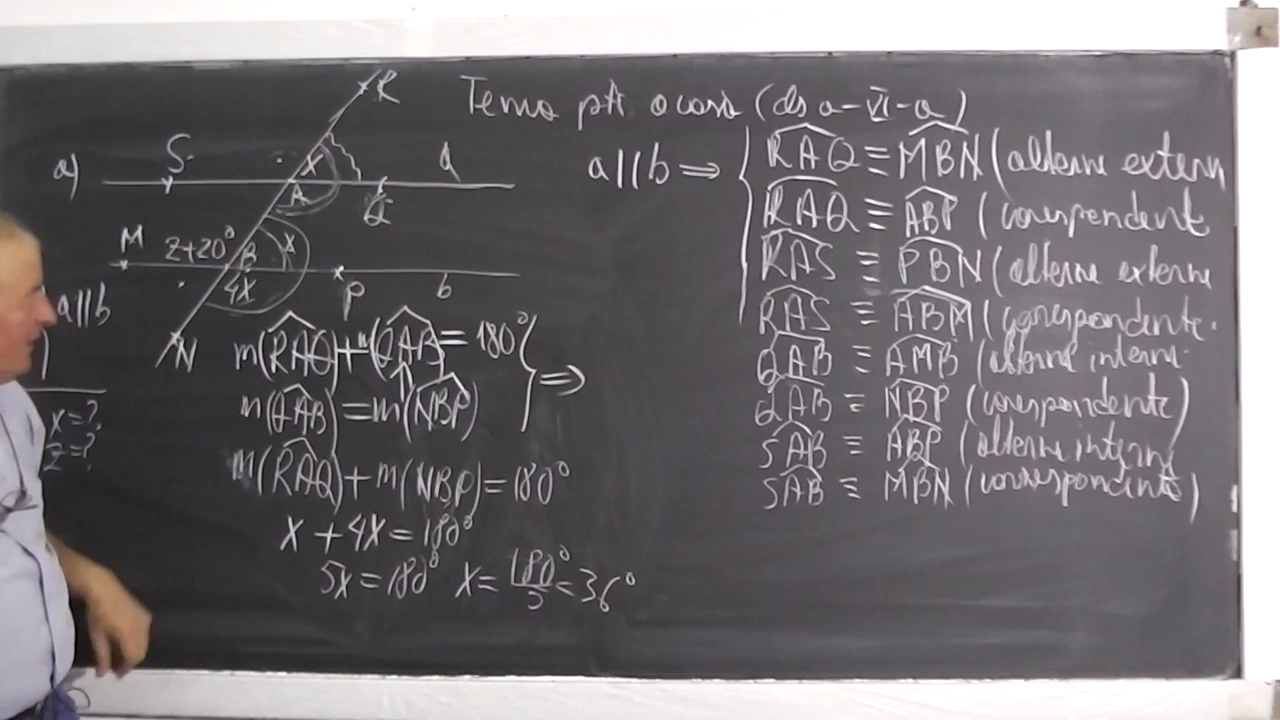 Tema pt. acasă (cls a-VI-a)
a)
S
R
X
A
Q
d
M
Z+20°
B
X
4X
P
b
N
a||b
x=?
z=?
m(RAQ)+m(QAB)=180°
m(QAB)=m(NBP)
} ⇒
m(RAQ)+m(NBP)=180°
X+4X=180°
5X=180° X=180°/5=36°
a||b ⇒ {
RAQ≡MBN (alterne extern
RAQ≡ABP (corespondente
RAS≡PBN (alterne externe
RAS≡ABM (corespondente.
QAB≡AMB (alterne interne
QAB≡NBP (corespondente)
SAB≡ABP (alterne interne)
SAB≡MBN (corespondente)